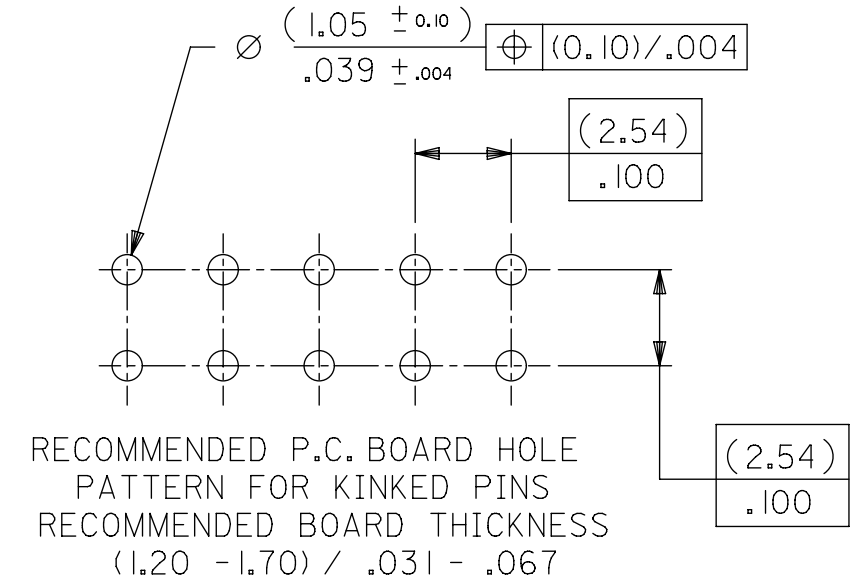 Ø (1.05 ± 0.10) ⌖ (0.10)/.004
.039 ± .004
(2.54)
.100
(2.54)
.100
RECOMMENDED P.C. BOARD HOLE
PATTERN FOR KINKED PINS
RECOMMENDED BOARD THICKNESS
(1.20 -1.70) / .031 - .067